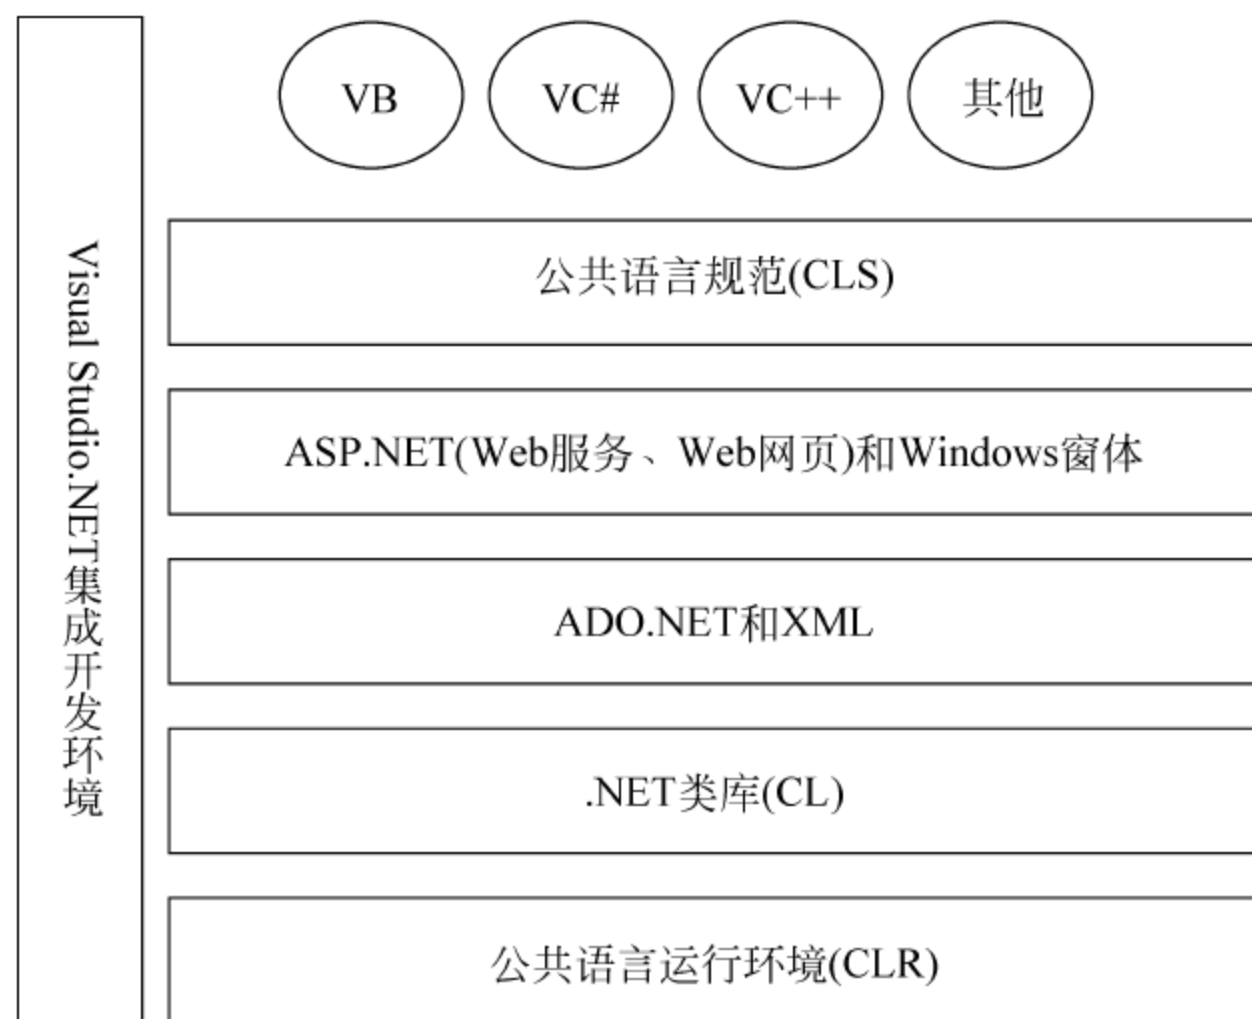 VB
VC#
VC++
其他
公共语言规范(CLS)
ASP.NET(Web服务、Web网页)和Windows窗体
ADO.NET和XML
.NET类库(CL)
公共语言运行环境(CLR)
Visual Studio.NET集成开发环境